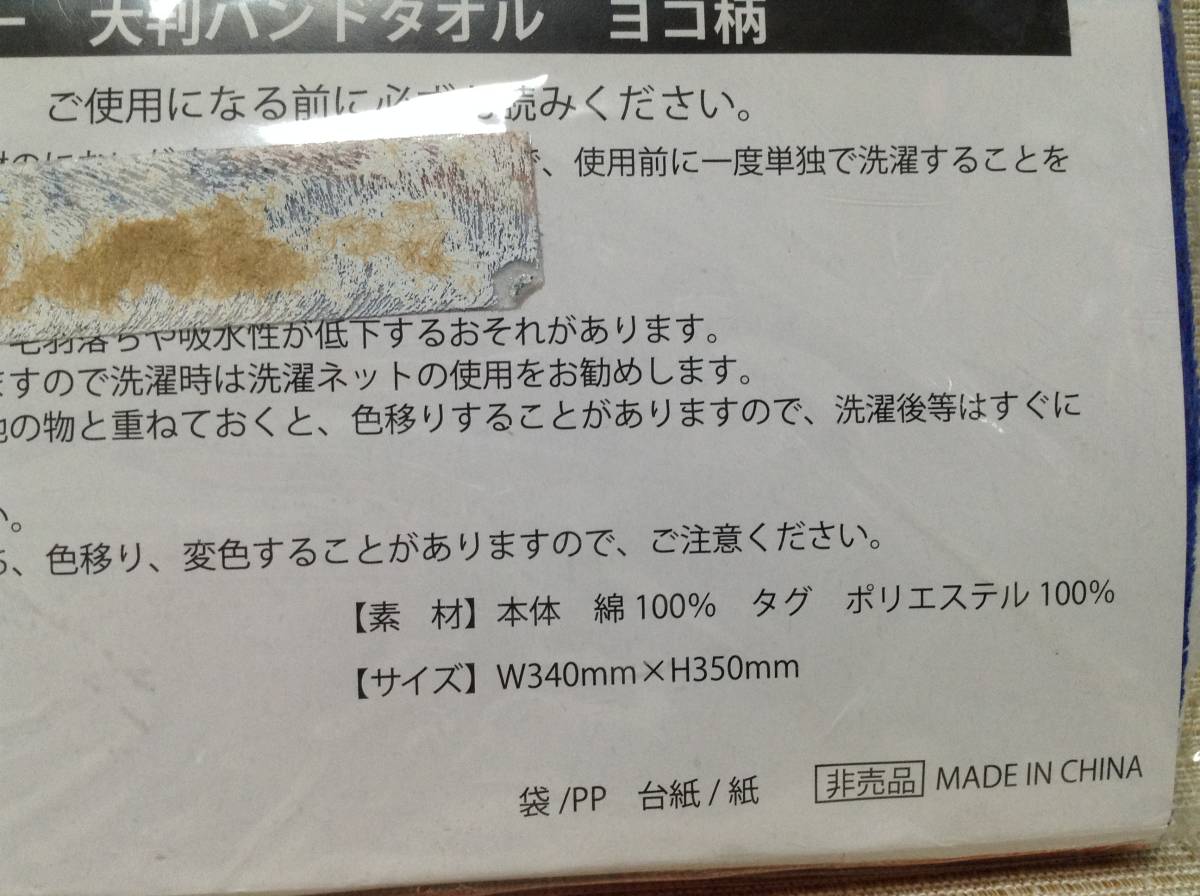 ー 大判ハンドタオル ヨコ柄
ご使用になる前に必ずお読みください。
、使用前に一度単独で洗濯することを
毛羽落ちや吸水性が低下するおそれがあります。
ますので洗濯時は洗濯ネットの使用をお勧めします。
他の物と重ねておくと、色移りすることがありますので、洗濯後等はすぐに
い。
、色移り、変色することがありますので、ご注意ください。
【素 材】本体 綿100% タグ ポリエステル100%
【サイズ】W340mm×H350mm
袋/PP 台紙/紙 非売品 MADE IN CHINA